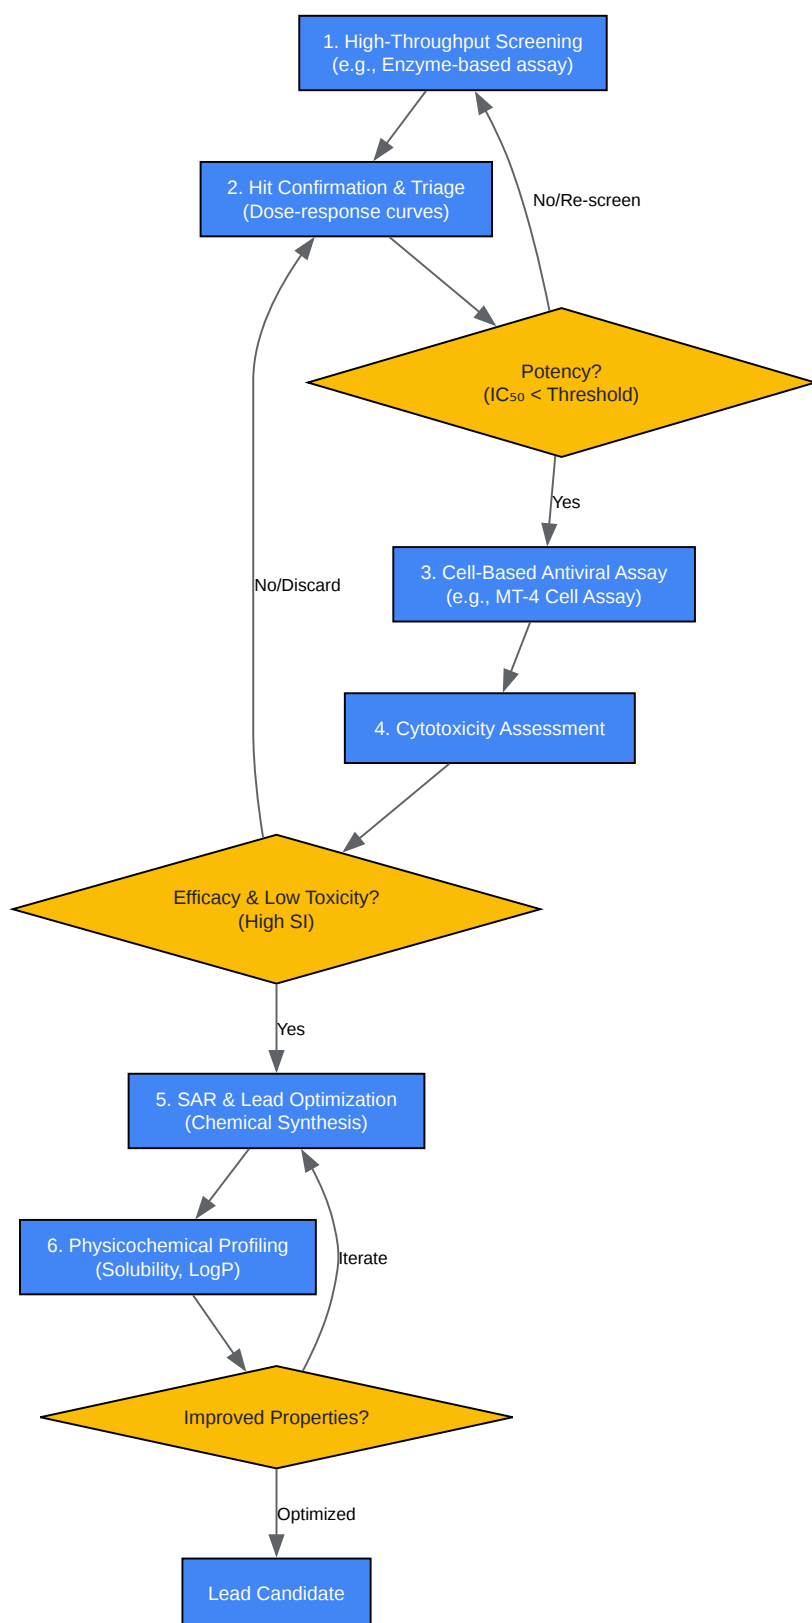 1. High-Throughput Screening
(e.g., Enzyme-based assay)
2. Hit Confirmation & Triage
(Dose-response curves)
No/Re-screen
Potency?
(IC₅₀ < Threshold)
Yes
3. Cell-Based Antiviral Assay
(e.g., MT-4 Cell Assay)
No/Discard
4. Cytotoxicity Assessment
Efficacy & Low Toxicity?
(High SI)
Yes
5. SAR & Lead Optimization
(Chemical Synthesis)
6. Physicochemical Profiling
(Solubility, LogP)
Iterate
Improved Properties?
Optimized
Lead Candidate